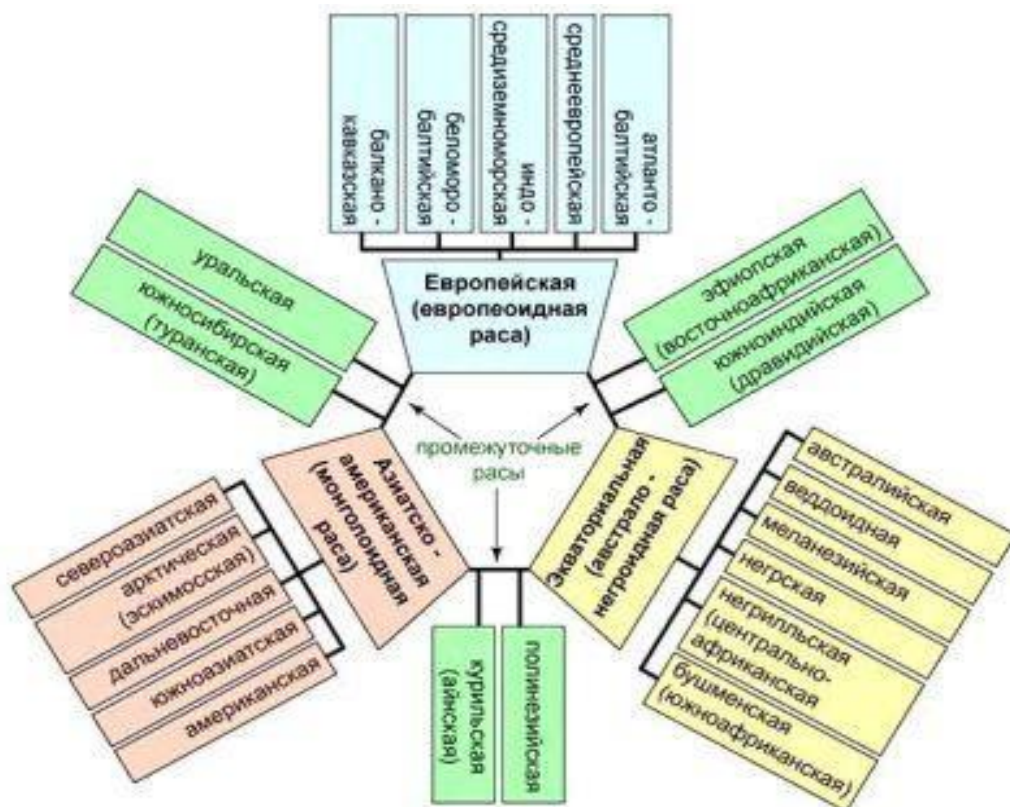 балкано -
кавказская
беломоро -
балтийская
индо -
средиземноморская
среднеевропейская
атланто -
балтийская
Европейская
(европеоидная
раса)
уральская
южносибирская
(туранская)
эфиопская
(восточноафриканская)
южноиндийская
(дравидийская)
промежуточные
расы
Азиатско -
американская
(монголоидная
раса)
Экваториальная
(австрало -
негроидная раса)
североазиатская
арктическая
(эскимосская)
дальневосточная
южноазиатская
американская
курильская
(айнская)
полинезийская
австралийская
веддоидная
меланезийская
негрская
негрилльская
(центрально-
африканская
бушменская
(южноафриканская)